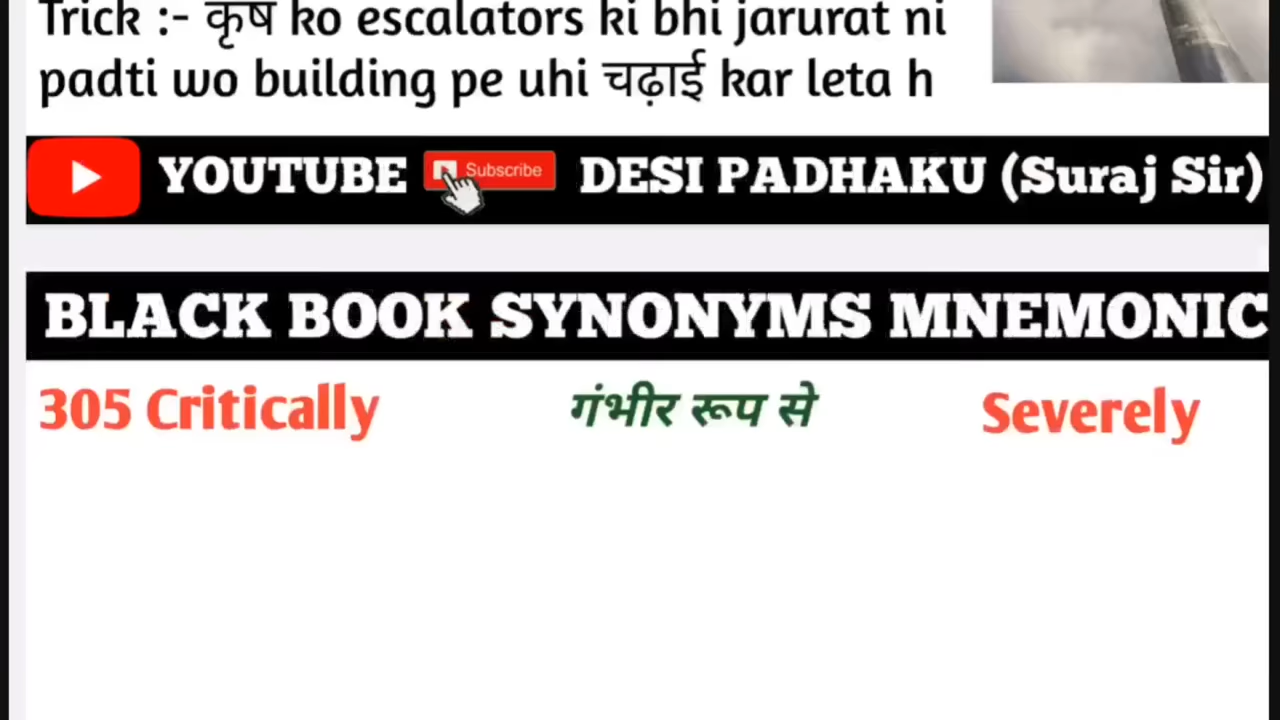 Trick :- कृष ko escalators ki bhi jarurat ni
padti wo building pe uhi चढ़ाई kar leta h
YOUTUBE Subscribe DESI PADHAKU (Suraj Sir)
BLACK BOOK SYNONYMS MNEMONIC
305 Critically गंभीर रूप से Severely